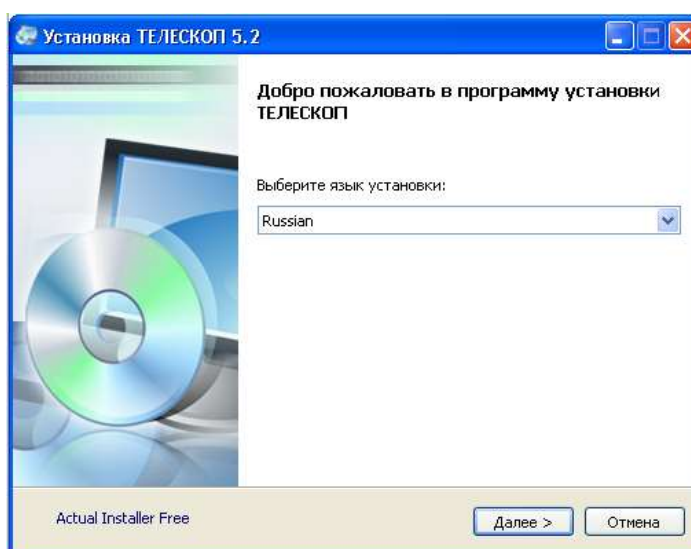 Установка ТЕЛЕСКОП 5.2
Добро пожаловать в программу установки
ТЕЛЕСКОП
Выберите язык установки:
Russian
Actual Installer Free
Далее >
Отмена